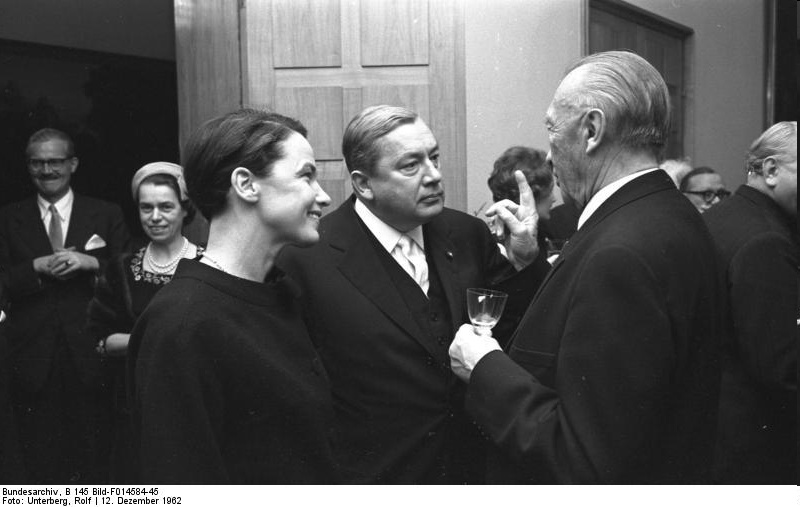 Bundesarchiv, B 145 Bild-F014584-45
Foto: Unterberg, Rolf | 12. Dezember 1962